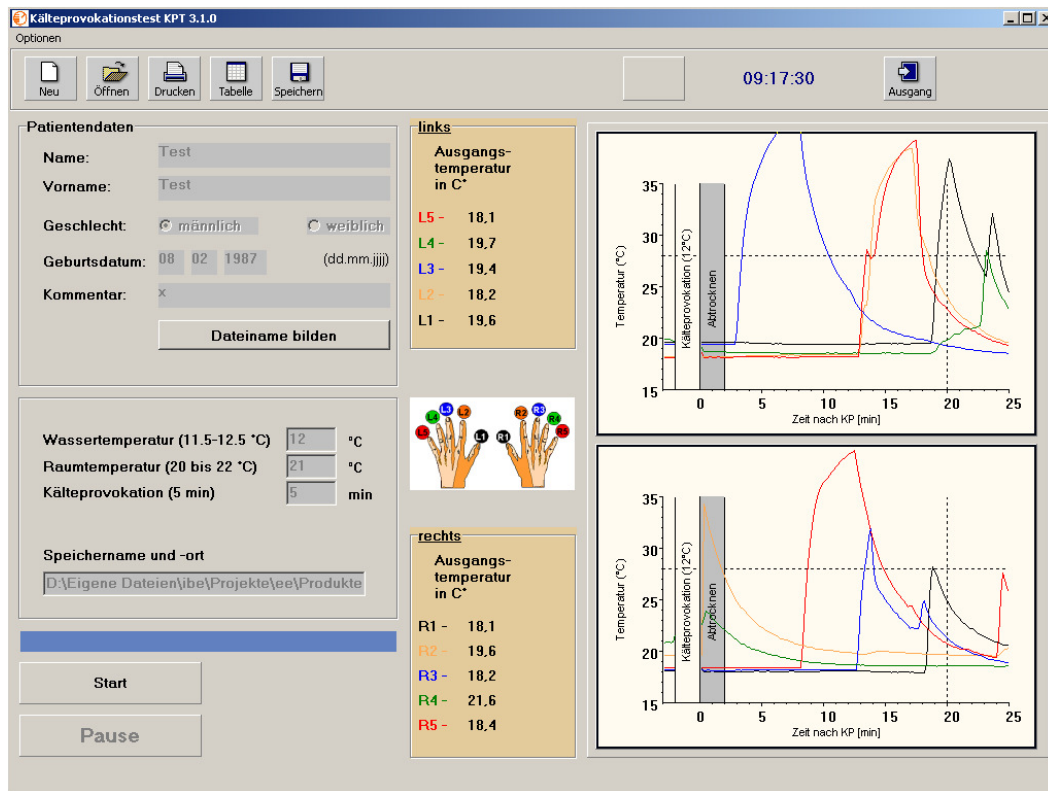 Kälteprovokationstest KPT 3.1.0
Optionen
Neu
Öffnen
Drucken
Tabelle
Speichern
09:17:30
Ausgang
Patientendaten
Name: Test
Vorname: Test
Geschlecht: männlich weiblich
Geburtsdatum: 08 02 1987 (dd.mm.jjjj)
Kommentar: x
Dateiname bilden
Wassertemperatur (11.5-12.5 °C) 12 °C
Raumtemperatur (20 bis 22 °C) 21 °C
Kälteprovokation (5 min) 5 min
Speichername und -ort
D:\Eigene Dateien\ibe\Projekte\ee\Produkte
Start
Pause
links
Ausgangs-
temperatur
in C°
L5 - 18,1
L4 - 19,7
L3 - 19,4
L2 - 18,2
L1 - 19,6
L5
L4
L3
L2
L1
R1
R2
R3
R4
R5
rechts
Ausgangs-
temperatur
in C°
R1 - 18,1
R2 - 19,6
R3 - 18,2
R4 - 21,6
R5 - 18,4
35
30
25
20
15
Temperatur (°C)
Kälteprovokation (12°C)
Abtrocknen
0 5 10 15 20 25
Zeit nach KP [min]
35
30
25
20
15
Temperatur (°C)
Kälteprovokation (12°C)
Abtrocknen
0 5 10 15 20 25
Zeit nach KP [min]